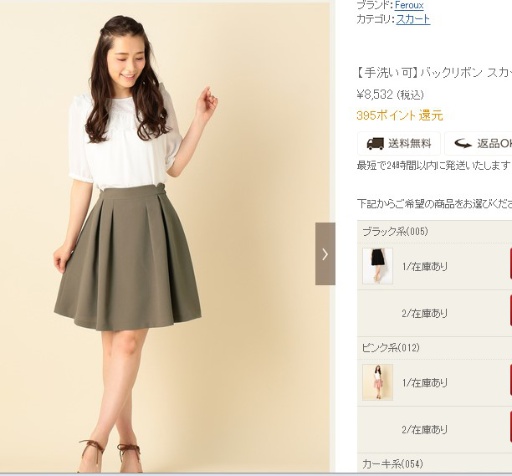 ブランド: Feroux
カテゴリ: スカート
【手洗い可】バックリボン スカ
¥8,532 (税込)
395ポイント還元
送料無料
返品OK
最短で24時間以内に発送いたします
下記からご希望の商品をお選びくだ
ブラック系(005)
1/在庫あり
2/在庫あり
ピンク系(012)
1/在庫あり
2/在庫あり
カーキ系(054)